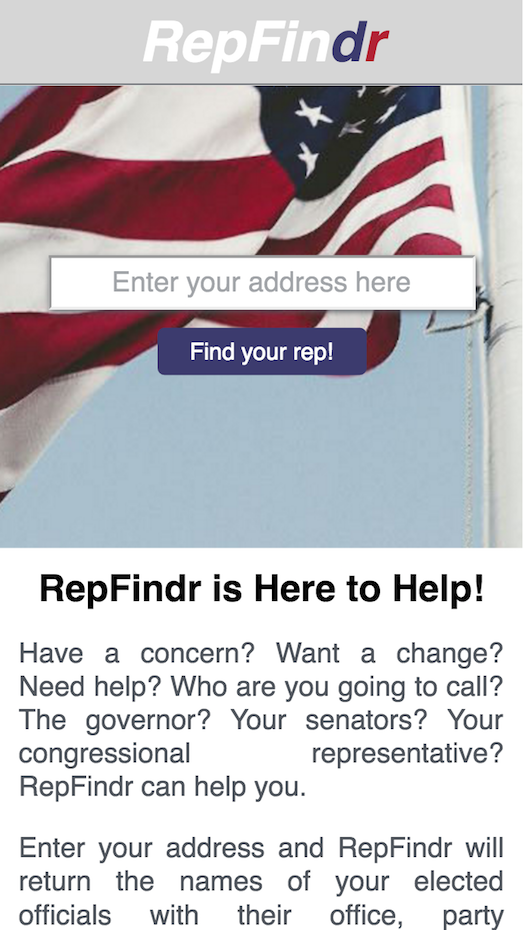 RepFindr
Enter your address here
Find your rep!
RepFindr is Here to Help!
Have a concern? Want a change?
Need help? Who are you going to call?
The governor? Your senators? Your
congressional representative?
RepFindr can help you.
Enter your address and RepFindr will
return the names of your elected
officials with their office, party